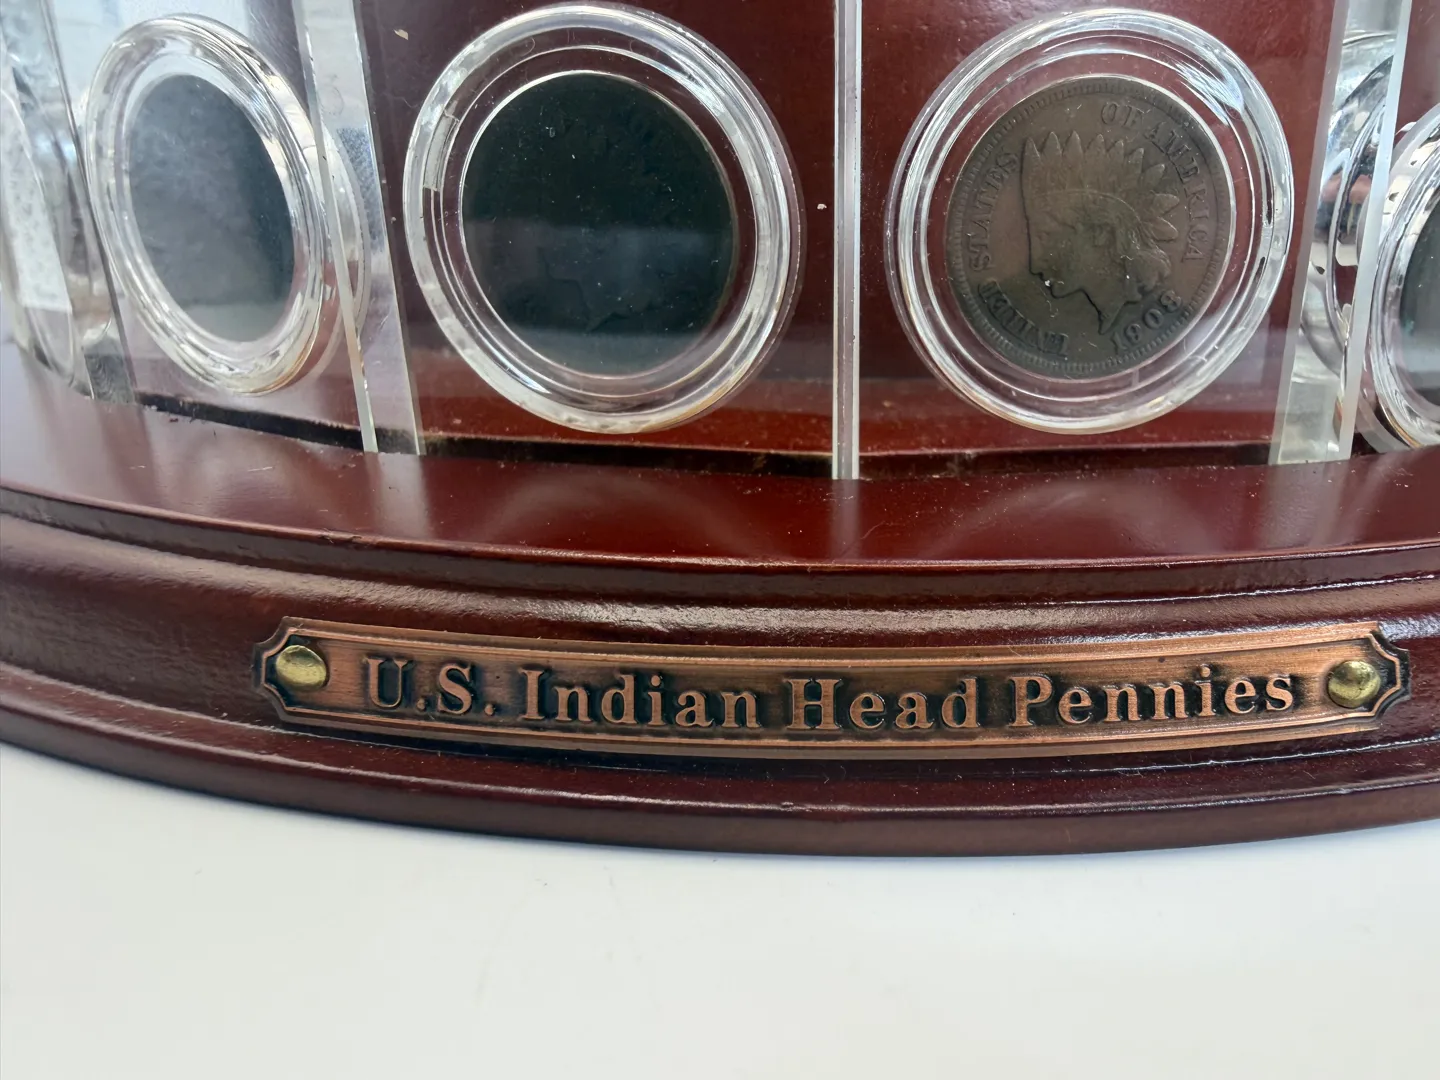 UNITED STATES OF AMERICA
1908
U.S. Indian Head Pennies